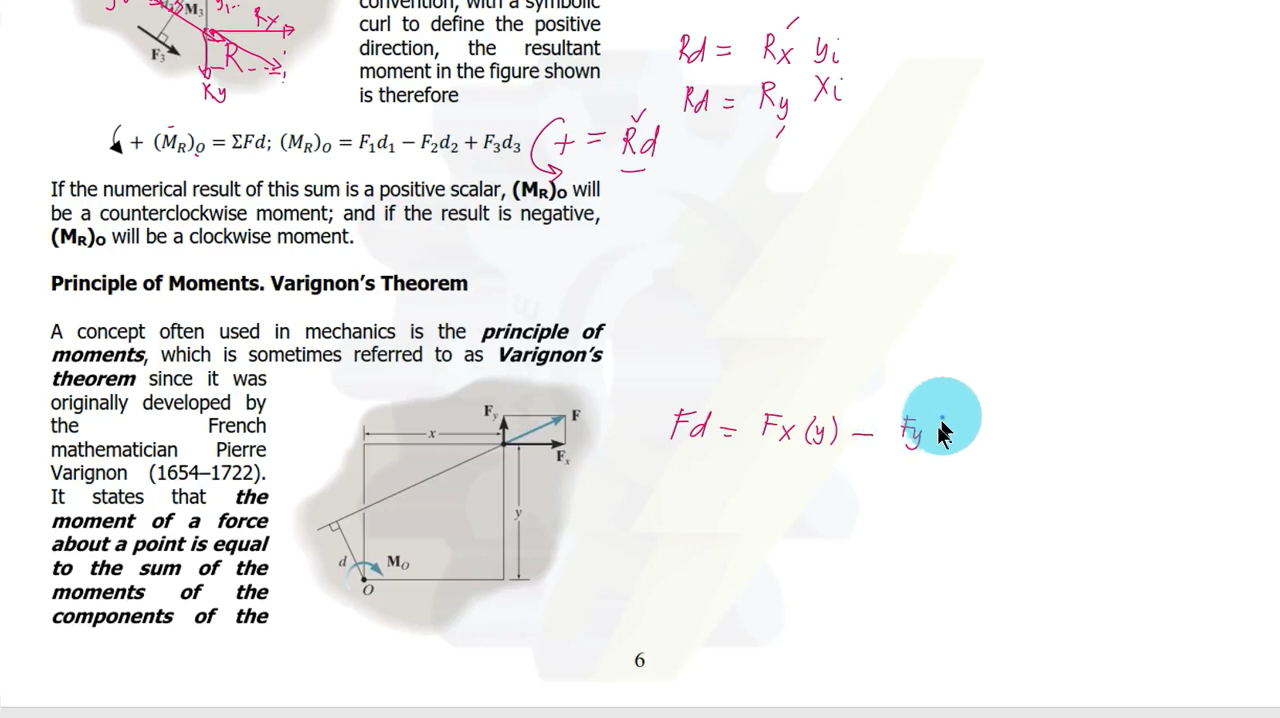 convention, with a symbolic
curl to define the positive
direction, the resultant
moment in the figure shown
is therefore
M3
F3
y1
Rx
R
Ry
Rd = Rx yi
Rd = Ry xi
+ (MR)O = ΣFd; (MR)O = F1d1 − F2d2 + F3d3
+ = Rd
If the numerical result of this sum is a positive scalar, (MR)O will
be a counterclockwise moment; and if the result is negative,
(MR)O will be a clockwise moment.
Principle of Moments. Varignon's Theorem
A concept often used in mechanics is the principle of
moments, which is sometimes referred to as Varignon's
theorem since it was
originally developed by
the French
mathematician Pierre
Varignon (1654–1722).
It states that the
moment of a force
about a point is equal
to the sum of the
moments of the
components of the
Fy
F
x
Fx
y
d
MO
O
Fd = Fx (y) − Fy
6